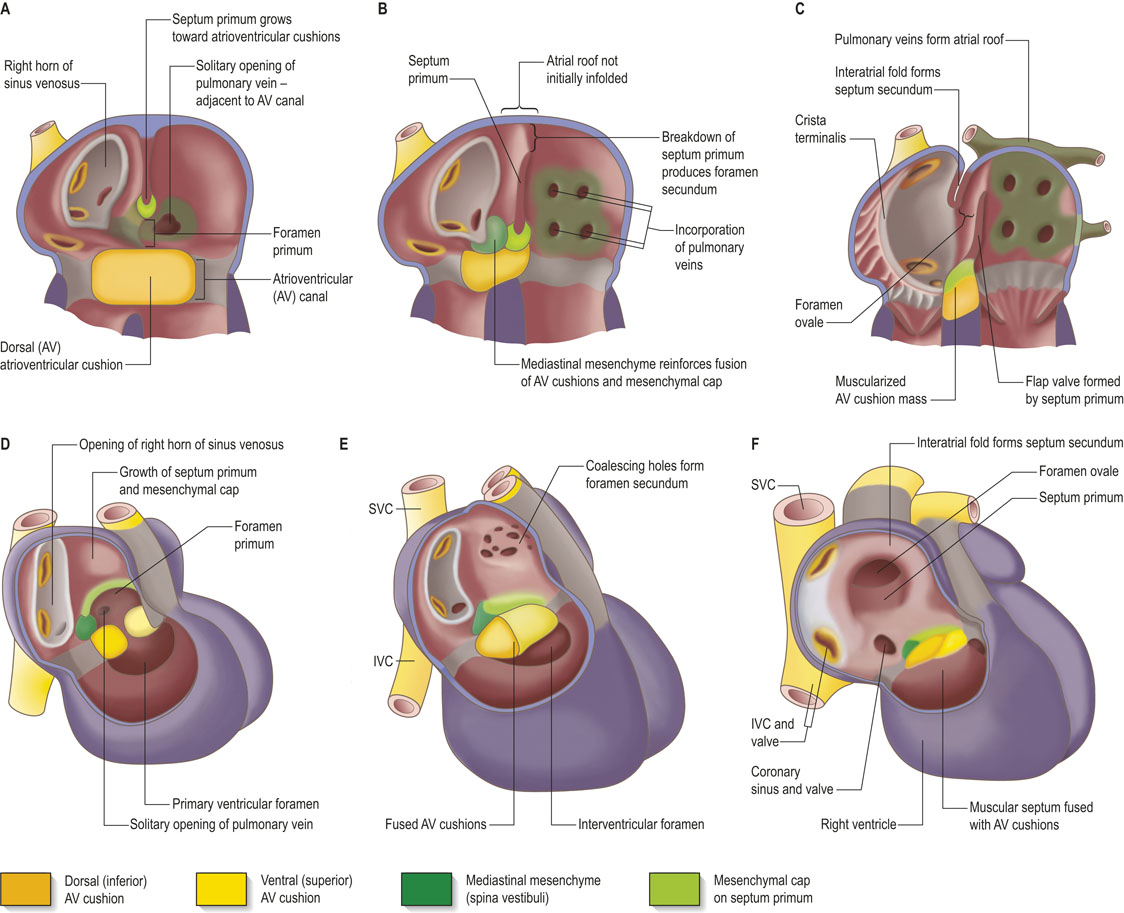 A
Septum primum grows
toward atrioventricular cushions
Right horn of
sinus venosus
Solitary opening of
pulmonary vein –
adjacent to AV canal
Foramen
primum
Atrioventricular
(AV) canal
Dorsal (AV)
atrioventricular cushion
B
Septum
primum
Atrial roof not
initially infolded
Breakdown of
septum primum
produces foramen
secundum
Incorporation
of pulmonary
veins
Mediastinal mesenchyme reinforces fusion
of AV cushions and mesenchymal cap
C
Pulmonary veins form atrial roof
Interatrial fold forms
septum secundum
Crista
terminalis
Foramen
ovale
Muscularized
AV cushion mass
Flap valve formed
by septum primum
D
Opening of right horn of sinus venosus
Growth of septum primum
and mesenchymal cap
Foramen
primum
Primary ventricular foramen
Solitary opening of pulmonary vein
E
Coalescing holes form
foramen secundum
SVC
IVC
Fused AV cushions
Interventricular foramen
F
Interatrial fold forms septum secundum
Foramen ovale
SVC
Septum primum
IVC and
valve
Coronary
sinus and valve
Right ventricle
Muscular septum fused
with AV cushions
Dorsal (inferior)
AV cushion
Ventral (superior)
AV cushion
Mediastinal mesenchyme
(spina vestibuli)
Mesenchymal cap
on septum primum